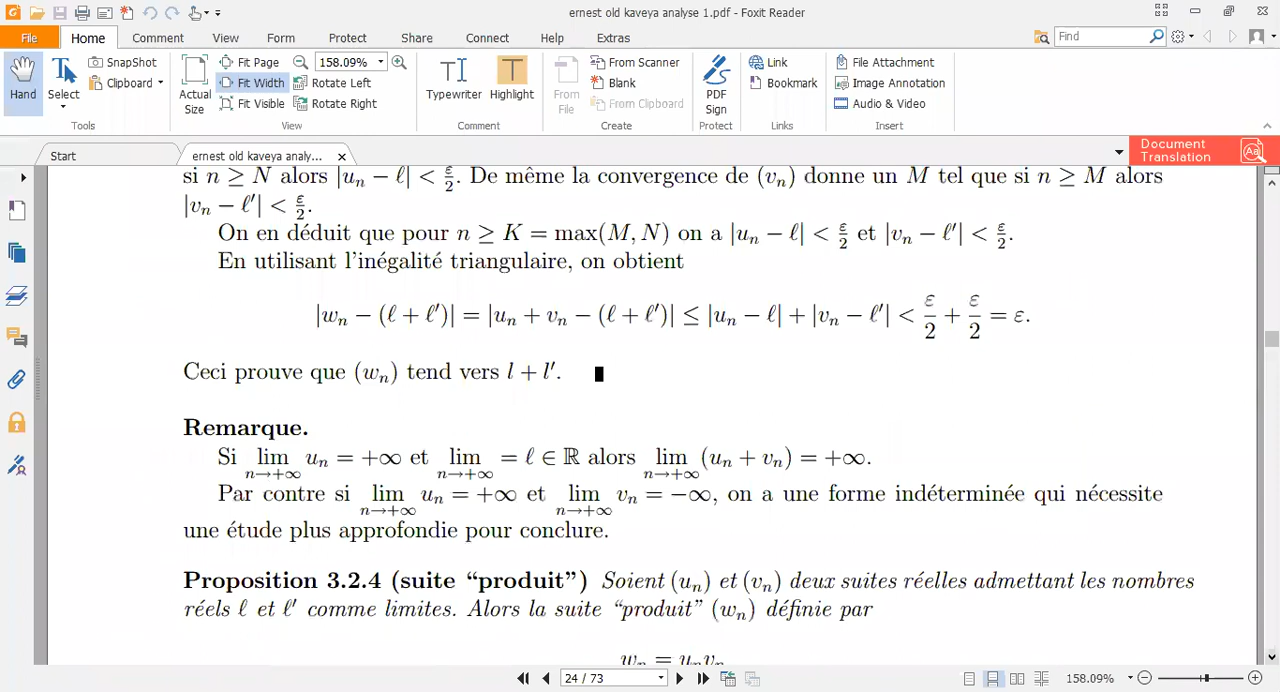 ernest old kaveya analyse 1.pdf - Foxit Reader
File Home Comment View Form Protect Share Connect Help Extras Find
SnapShot Fit Page 158.09% From Scanner Link File Attachment
Clipboard Fit Width Rotate Left Blank Bookmark Image Annotation
Hand Select Actual Size Fit Visible Rotate Right Typewriter Highlight From File From Clipboard PDF Sign Audio & Video
Tools View Comment Create Protect Links Insert
Start ernest old kaveya analy... Document Translation
si n ≥ N alors |uₙ − ℓ| < ε/2. De même la convergence de (vₙ) donne un M tel que si n ≥ M alors
|vₙ − ℓ′| < ε/2.
On en déduit que pour n ≥ K = max(M, N) on a |uₙ − ℓ| < ε/2 et |vₙ − ℓ′| < ε/2.
En utilisant l'inégalité triangulaire, on obtient
|wₙ − (ℓ + ℓ′)| = |uₙ + vₙ − (ℓ + ℓ′)| ≤ |uₙ − ℓ| + |vₙ − ℓ′| < ε/2 + ε/2 = ε.
Ceci prouve que (wₙ) tend vers l + l′.
Remarque.
Si lim n→+∞ uₙ = +∞ et lim n→+∞ = ℓ ∈ ℝ alors lim n→+∞ (uₙ + vₙ) = +∞.
Par contre si lim n→+∞ uₙ = +∞ et lim n→+∞ vₙ = −∞, on a une forme indéterminée qui nécessite
une étude plus approfondie pour conclure.
Proposition 3.2.4 (suite “produit”) Soient (uₙ) et (vₙ) deux suites réelles admettant les nombres
réels ℓ et ℓ′ comme limites. Alors la suite “produit” (wₙ) définie par
wₙ = uₙvₙ
24 / 73 158.09%